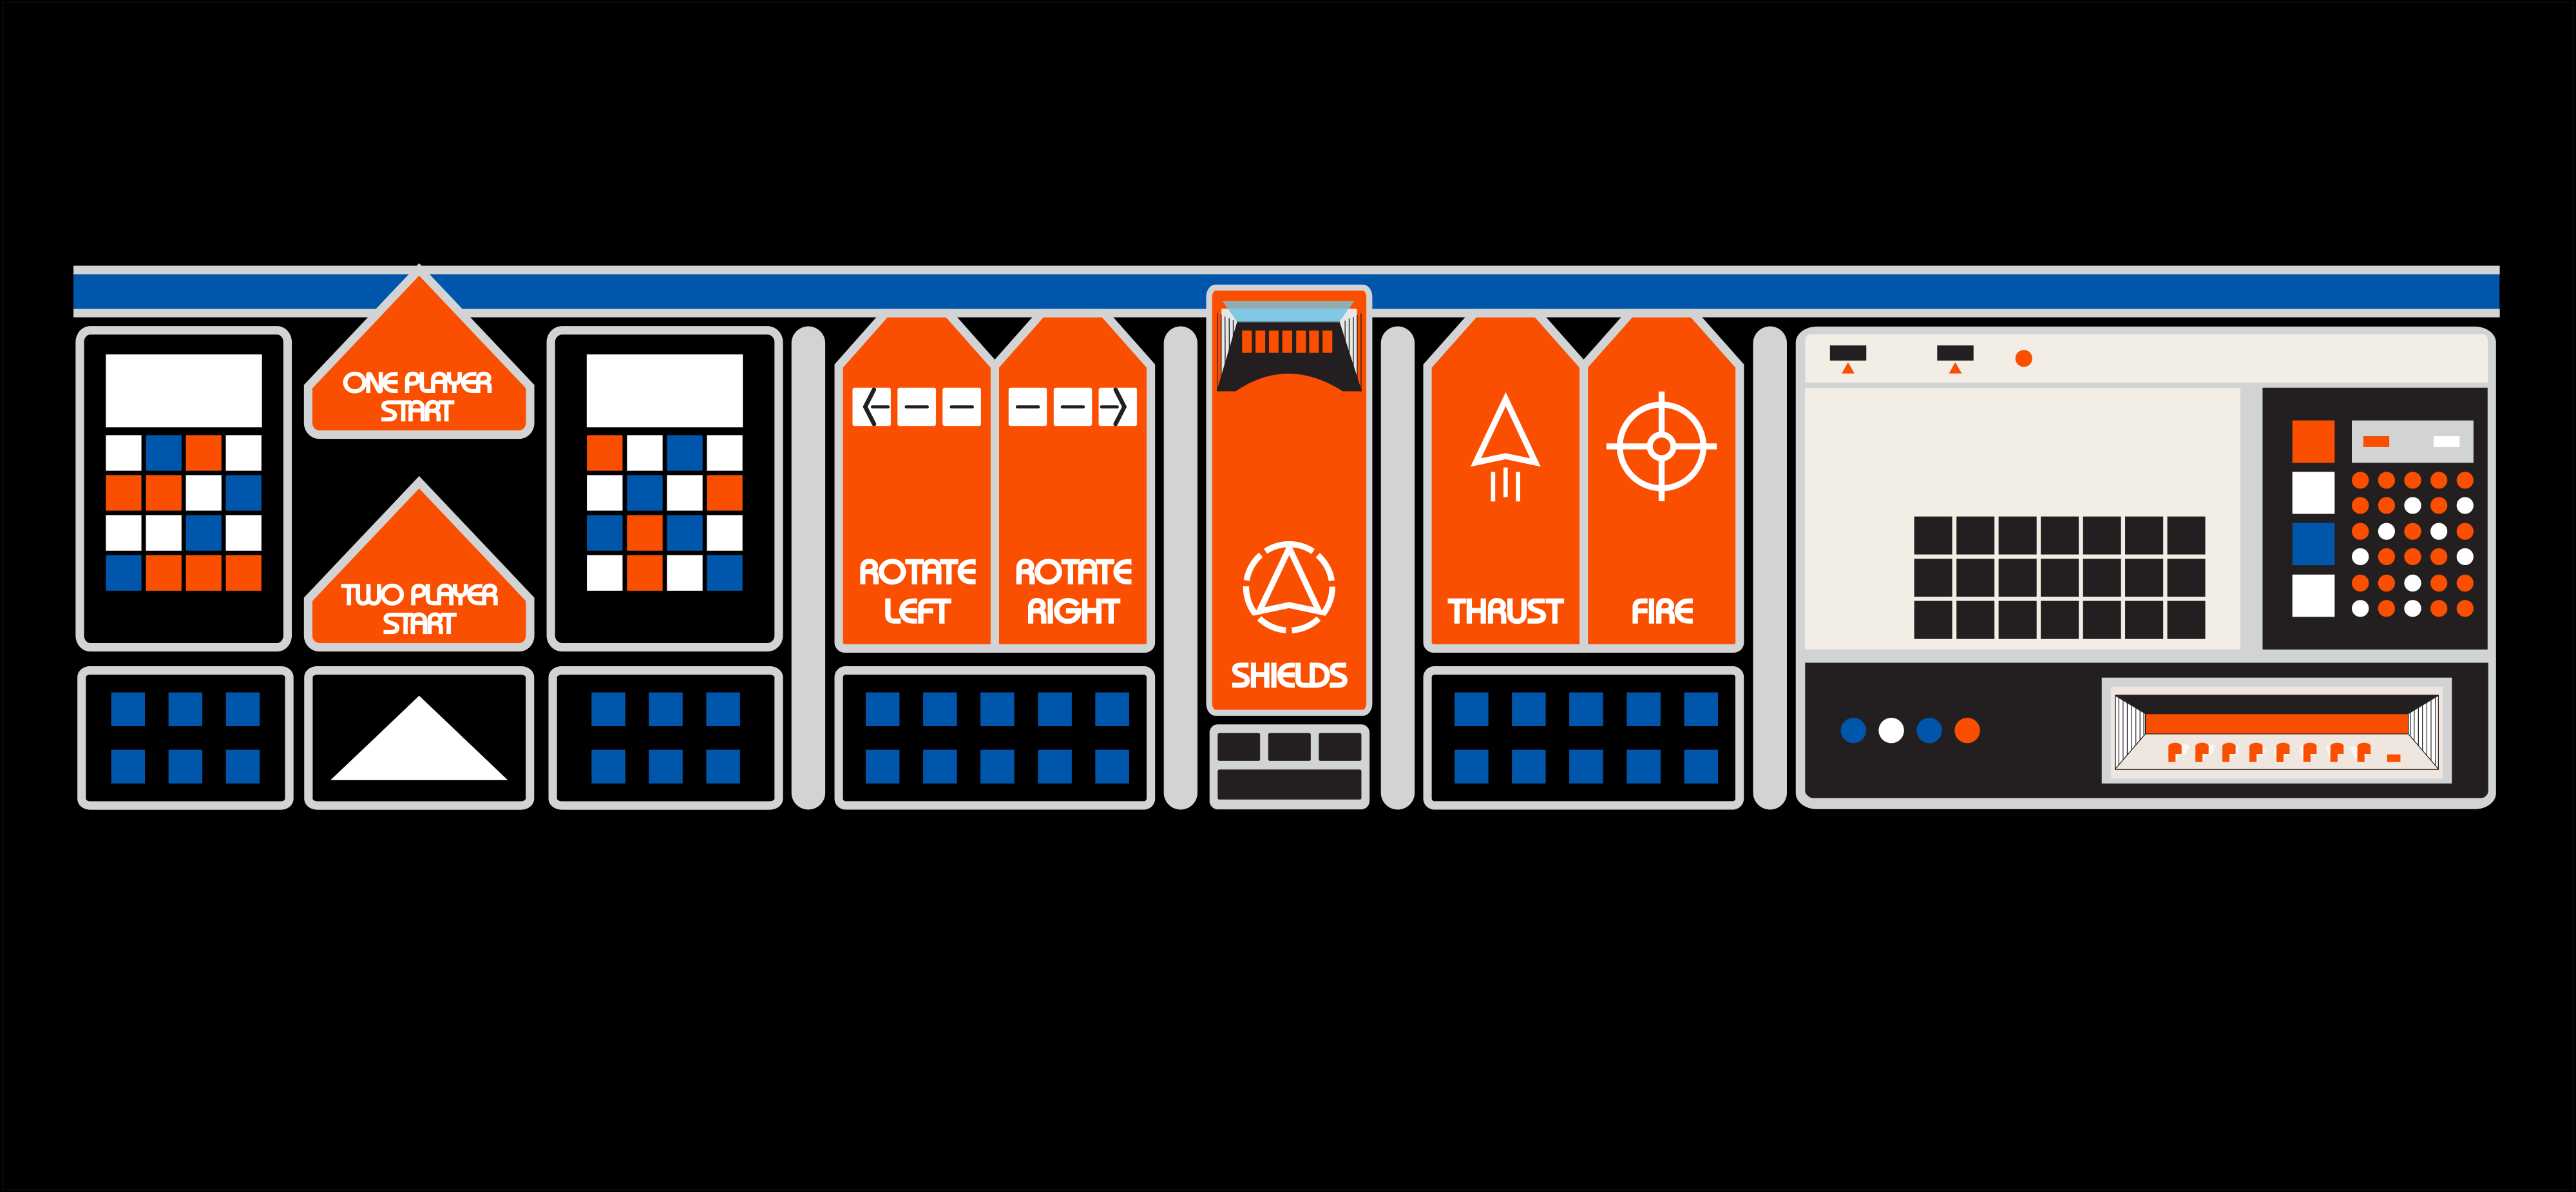 ONE PLAYER
START
TWO PLAYER
START
ROTATE
LEFT
ROTATE
RIGHT
SHIELDS
THRUST
FIRE